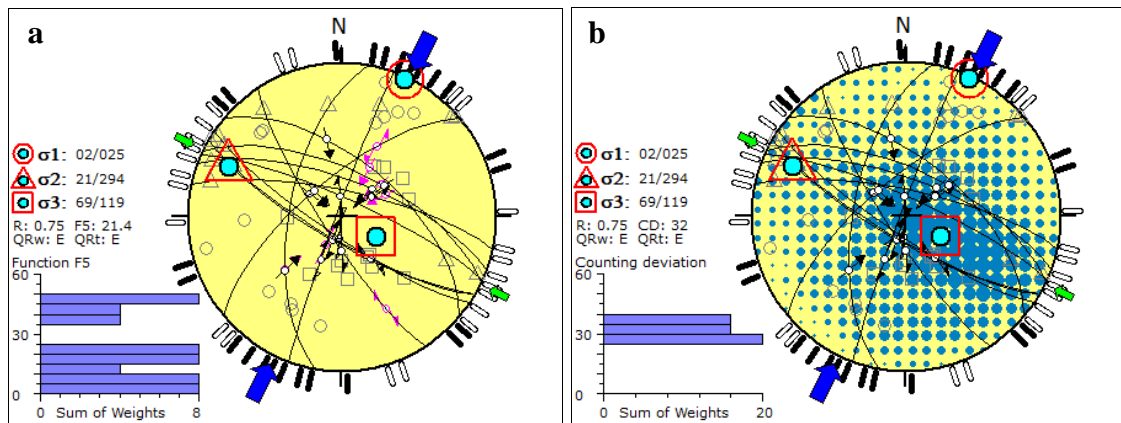 a
N
σ1: 02/025
σ2: 21/294
σ3: 69/119
R: 0.75 F5: 21.4
QRw: E QRt: E
Function F5
60
30
0
0 Sum of Weights 8
b
N
σ1: 02/025
σ2: 21/294
σ3: 69/119
R: 0.75 CD: 32
QRw: E QRt: E
Counting deviation
60
30
0
0 Sum of Weights 20